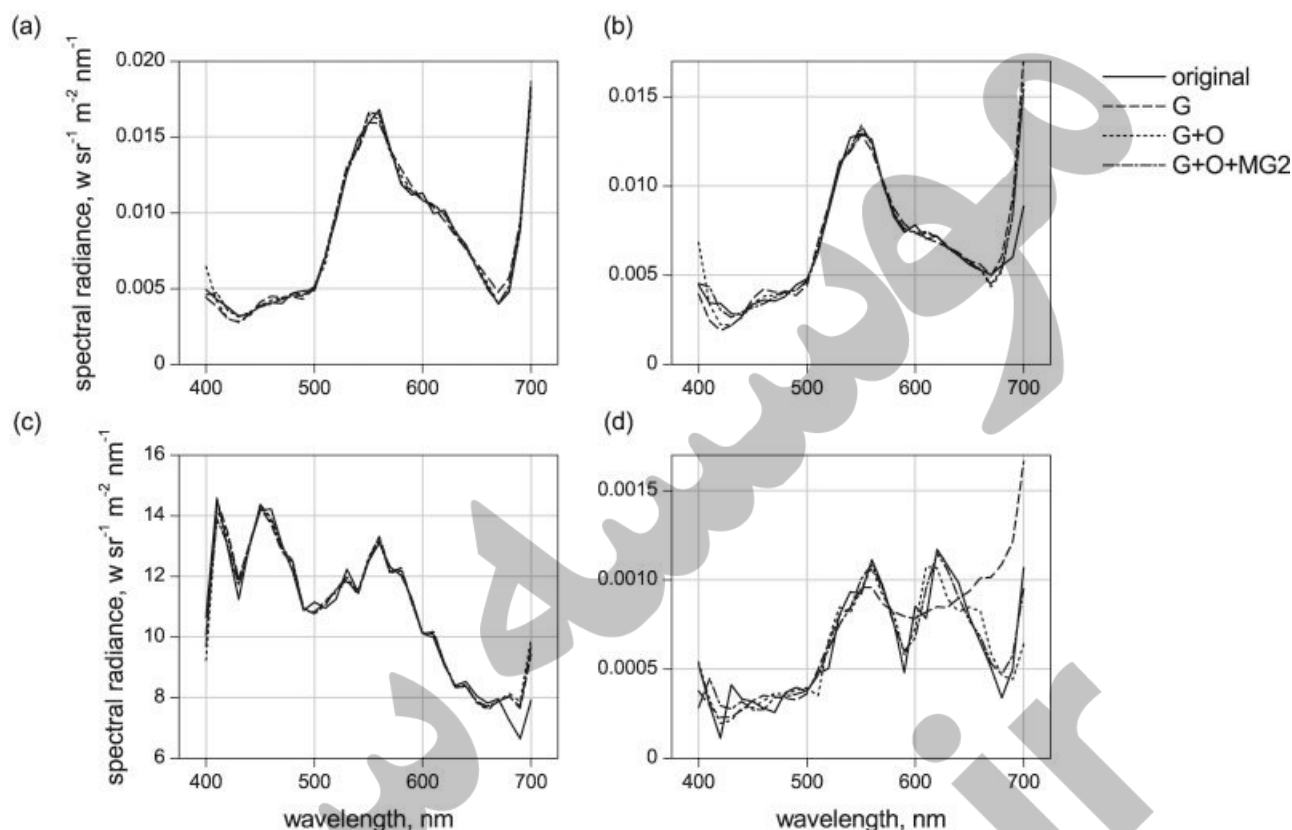 (a)
spectral radiance, w sr⁻¹ m⁻² nm⁻¹
0.020
0.015
0.010
0.005
0
400 500 600 700
(b)
0.015
0.010
0.005
0
400 500 600 700
original
G
G+O
G+O+MG2
(c)
spectral radiance, w sr⁻¹ m⁻² nm⁻¹
16
14
12
10
8
6
400 500 600 700
wavelength, nm
(d)
0.0015
0.0010
0.0005
0
400 500 600 700
wavelength, nm